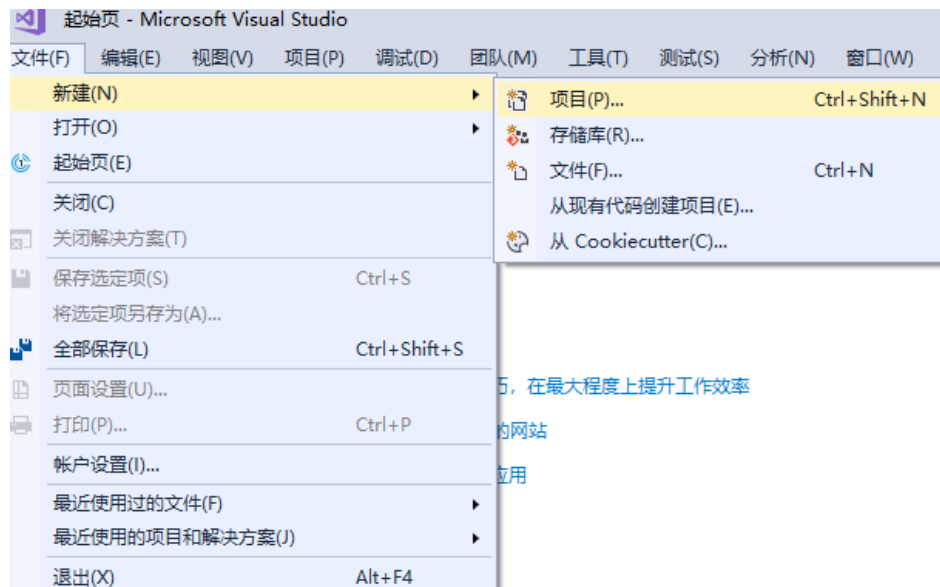 起始页 - Microsoft Visual Studio
文件(F) 编辑(E) 视图(V) 项目(P) 调试(D) 团队(M) 工具(T) 测试(S) 分析(N) 窗口(W)
新建(N)
打开(O)
起始页(E)
关闭(C)
关闭解决方案(T)
保存选定项(S) Ctrl+S
将选定项另存为(A)...
全部保存(L) Ctrl+Shift+S
页面设置(U)...
打印(P)... Ctrl+P
帐户设置(I)...
最近使用过的文件(F)
最近使用的项目和解决方案(J)
退出(X) Alt+F4
项目(P)... Ctrl+Shift+N
存储库(R)...
文件(F)... Ctrl+N
从现有代码创建项目(E)...
从 Cookiecutter(C)...
，在最大程度上提升工作效率
的网站
应用